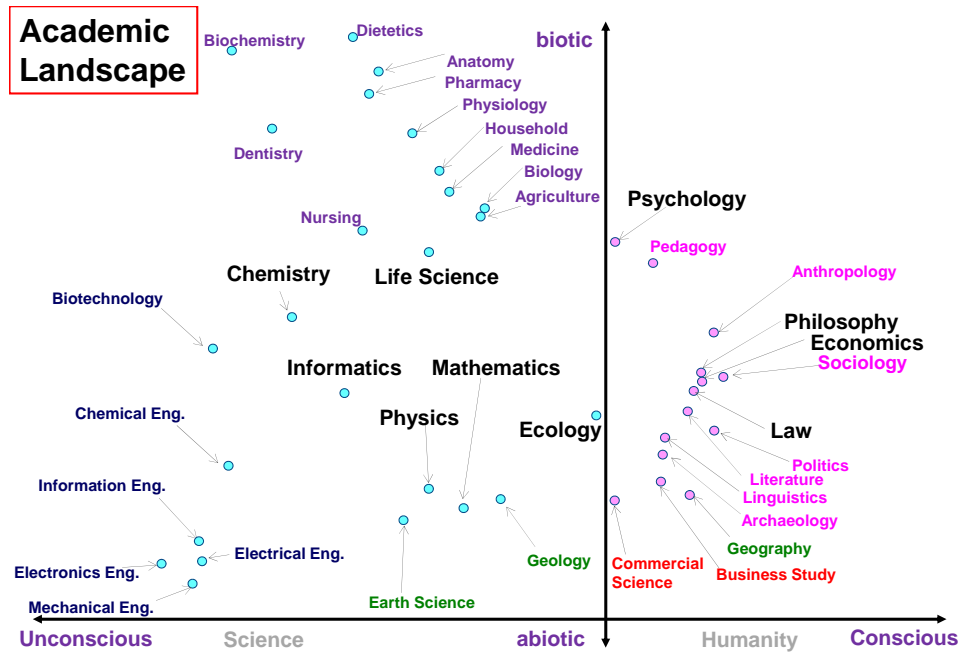 Academic
Landscape
Biochemistry
Dietetics
biotic
Anatomy
Pharmacy
Physiology
Household
Medicine
Biology
Agriculture
Dentistry
Nursing
Psychology
Pedagogy
Life Science
Chemistry
Anthropology
Biotechnology
Philosophy
Economics
Sociology
Informatics
Mathematics
Physics
Ecology
Law
Chemical Eng.
Politics
Literature
Linguistics
Information Eng.
Archaeology
Geography
Electrical Eng.
Geology
Commercial
Science
Business Study
Electronics Eng.
Mechanical Eng.
Earth Science
Unconscious
Science
abiotic
Humanity
Conscious